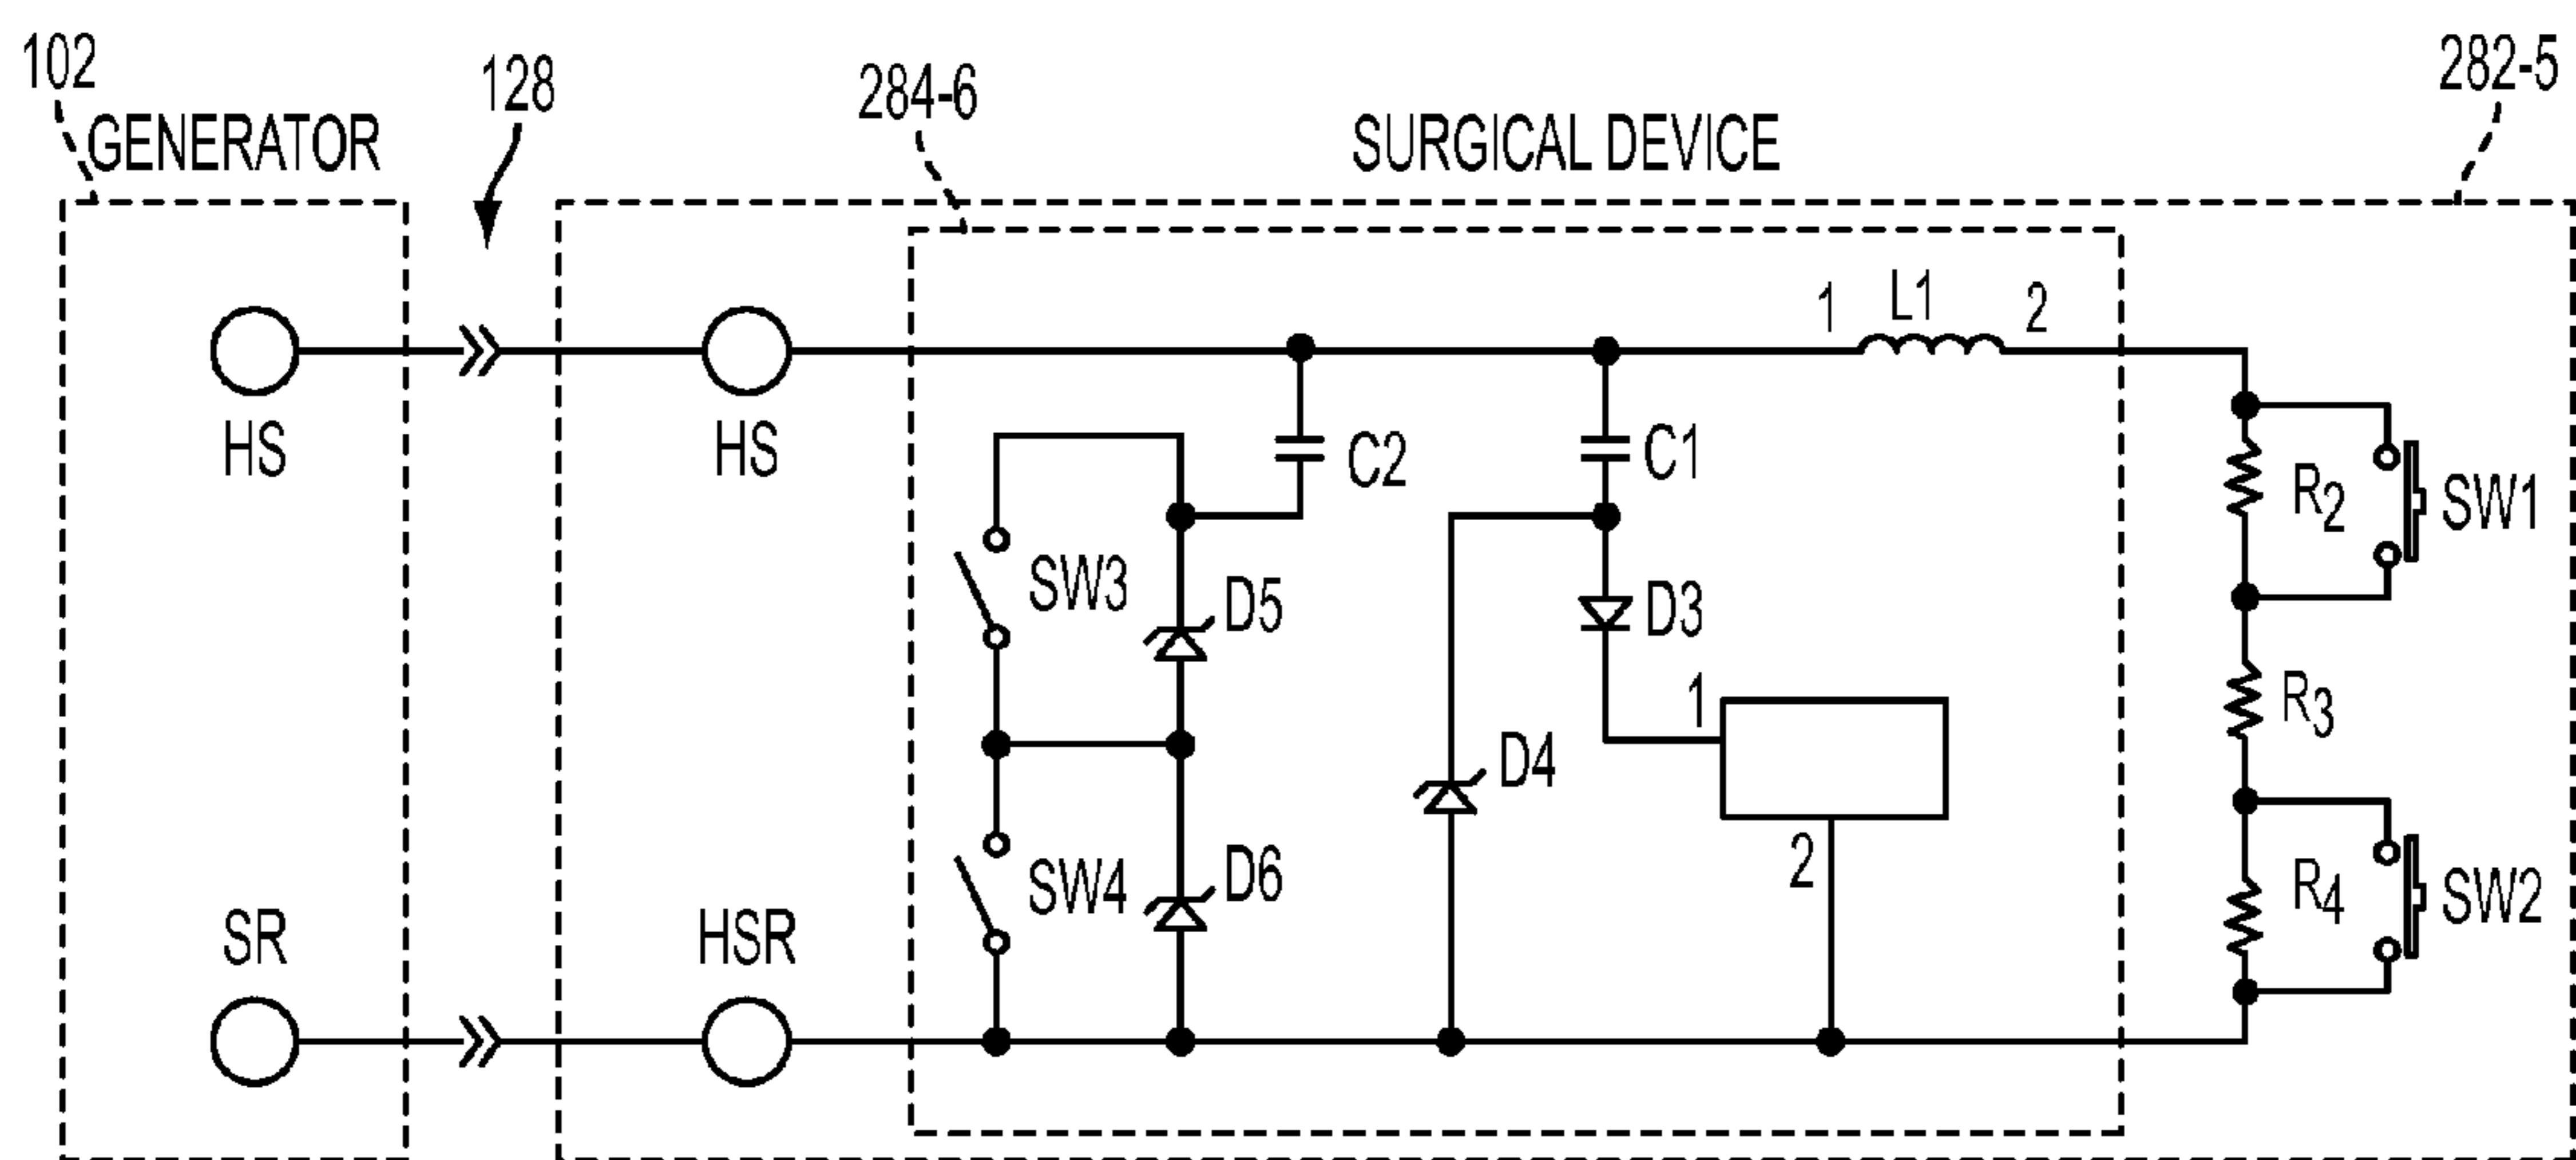 102
128
284-6
282-5
GENERATOR
SURGICAL DEVICE
1
L1
2
HS
HS
C2
C1
R2
SW1
SW3
D5
D3
R3
1
D4
2
SW4
D6
R4
SW2
SR
HSR